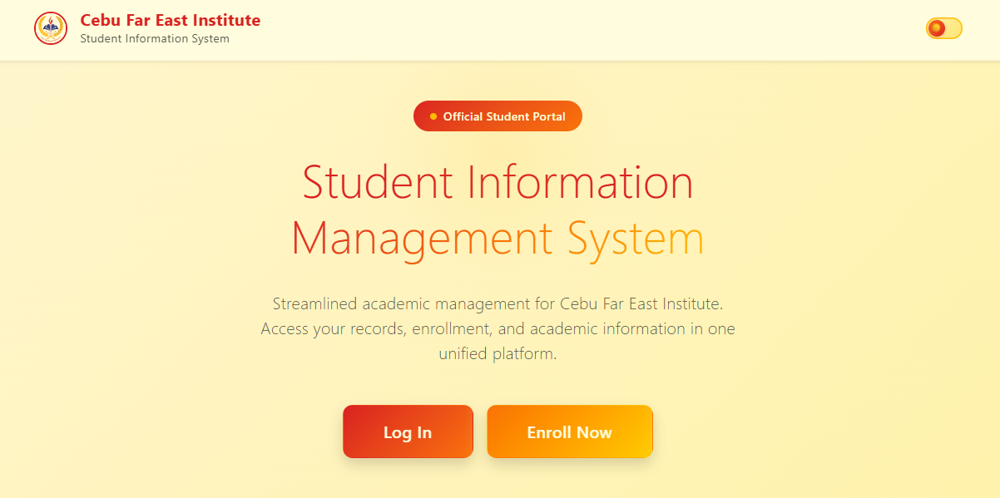 Cebu Far East Institute
Student Information System
Official Student Portal
Student Information
Management System
Streamlined academic management for Cebu Far East Institute.
Access your records, enrollment, and academic information in one
unified platform.
Log In
Enroll Now